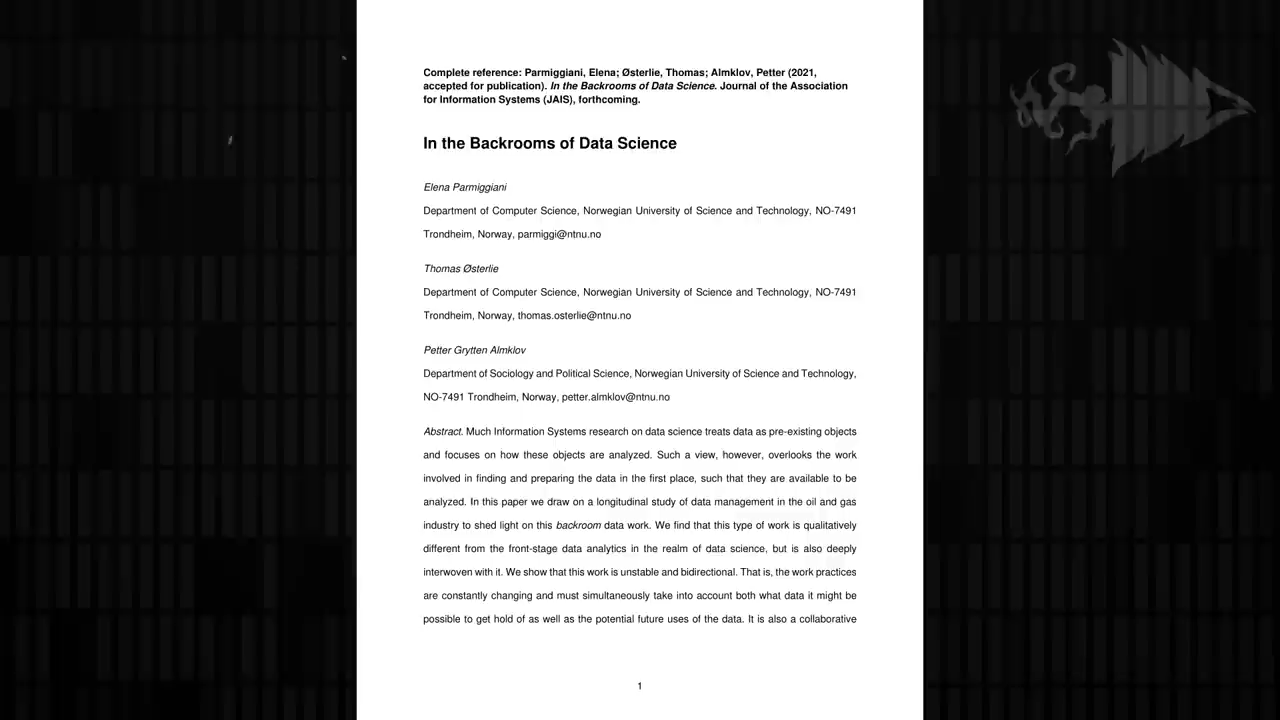 Complete reference: Parmiggiani, Elena; Østerlie, Thomas; Almklov, Petter (2021,
accepted for publication). In the Backrooms of Data Science. Journal of the Association
for Information Systems (JAIS), forthcoming.
In the Backrooms of Data Science
Elena Parmiggiani
Department of Computer Science, Norwegian University of Science and Technology, NO-7491
Trondheim, Norway, parmiggi@ntnu.no
Thomas Østerlie
Department of Computer Science, Norwegian University of Science and Technology, NO-7491
Trondheim, Norway, thomas.osterlie@ntnu.no
Petter Grytten Almklov
Department of Sociology and Political Science, Norwegian University of Science and Technology,
NO-7491 Trondheim, Norway, petter.almklov@ntnu.no
Abstract. Much Information Systems research on data science treats data as pre-existing objects
and focuses on how these objects are analyzed. Such a view, however, overlooks the work
involved in finding and preparing the data in the first place, such that they are available to be
analyzed. In this paper we draw on a longitudinal study of data management in the oil and gas
industry to shed light on this backroom data work. We find that this type of work is qualitatively
different from the front-stage data analytics in the realm of data science, but is also deeply
interwoven with it. We show that this work is unstable and bidirectional. That is, the work practices
are constantly changing and must simultaneously take into account both what data it might be
possible to get hold of as well as the potential future uses of the data. It is also a collaborative
1